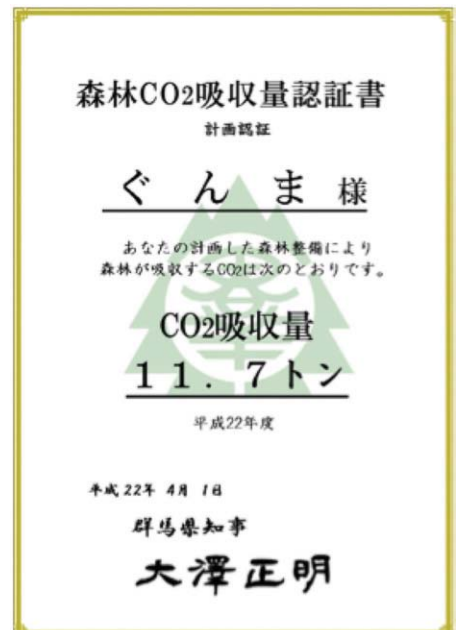 森林CO2吸収量認証書
計画認証
ぐんま 様
あなたの計画した森林整備により
森林が吸収するCO2は次のとおりです。
CO2吸収量
11.7トン
平成22年度
平成22年 4月 1日
群馬県知事
大澤正明